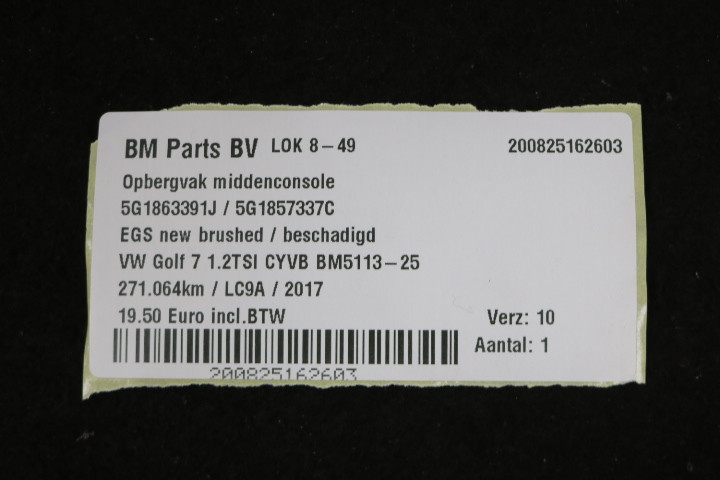 BM Parts BV LOK 8-49 200825162603
Opbergvak middenconsole
5G1863391J / 5G1857337C
EGS new brushed / beschadigd
VW Golf 7 1.2TSI CYVB BM5113-25
271.064km / LC9A / 2017
19.50 Euro incl.BTW Verz: 10
Aantal: 1
200825162603